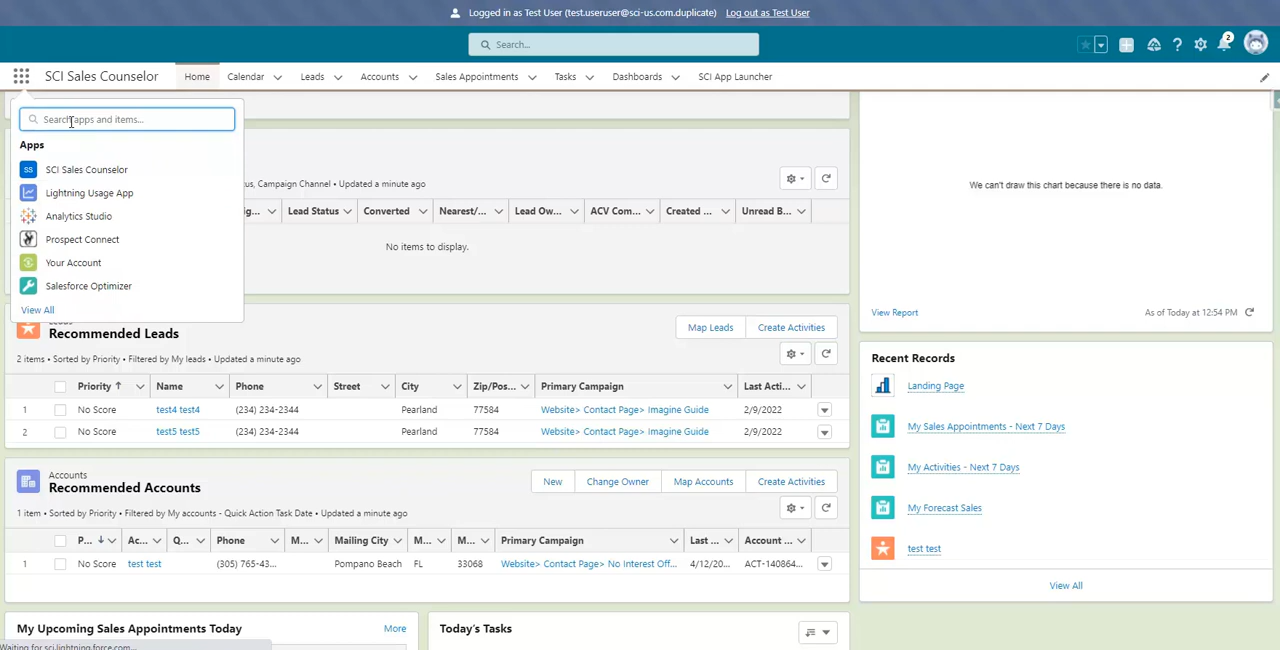 Logged in as Test User (test.useruser@sci-us.com.duplicate) Log out as Test User
Search...
2
SCI Sales Counselor Home Calendar Leads Accounts Sales Appointments Tasks Dashboards SCI App Launcher
Search apps and items...
Apps
SS SCI Sales Counselor
Lightning Usage App
Analytics Studio
Prospect Connect
Your Account
Salesforce Optimizer
View All
us, Campaign Channel • Updated a minute ago
Lead Status Converted Nearest/... Lead Ow... ACV Com... Created ... Unread B...
No items to display.
Recommended Leads Map Leads Create Activities
2 items • Sorted by Priority • Filtered by My leads • Updated a minute ago
Priority ↑ Name Phone Street City Zip/Pos... Primary Campaign Last Acti...
1 No Score test4 test4 (234) 234-2344 Pearland 77584 Website> Contact Page> Imagine Guide 2/9/2022
2 No Score test5 test5 (234) 234-2344 Pearland 77584 Website> Contact Page> Imagine Guide 2/9/2022
Accounts
Recommended Accounts New Change Owner Map Accounts Create Activities
1 item • Sorted by Priority • Filtered by My accounts - Quick Action Task Date • Updated a minute ago
P... ↓ Ac... Q... Phone M... Mailing City M... M... Primary Campaign Last ... Account ...
1 No Score test test (305) 765-43... Pompano Beach FL 33068 Website> Contact Page> No Interest Off... 4/12/20... ACT-140864...
My Upcoming Sales Appointments Today More
Today's Tasks
Waiting for sci.lightning.force.com...
We can't draw this chart because there is no data.
View Report As of Today at 12:54 PM
Recent Records
Landing Page
My Sales Appointments - Next 7 Days
My Activities - Next 7 Days
My Forecast Sales
test test
View All